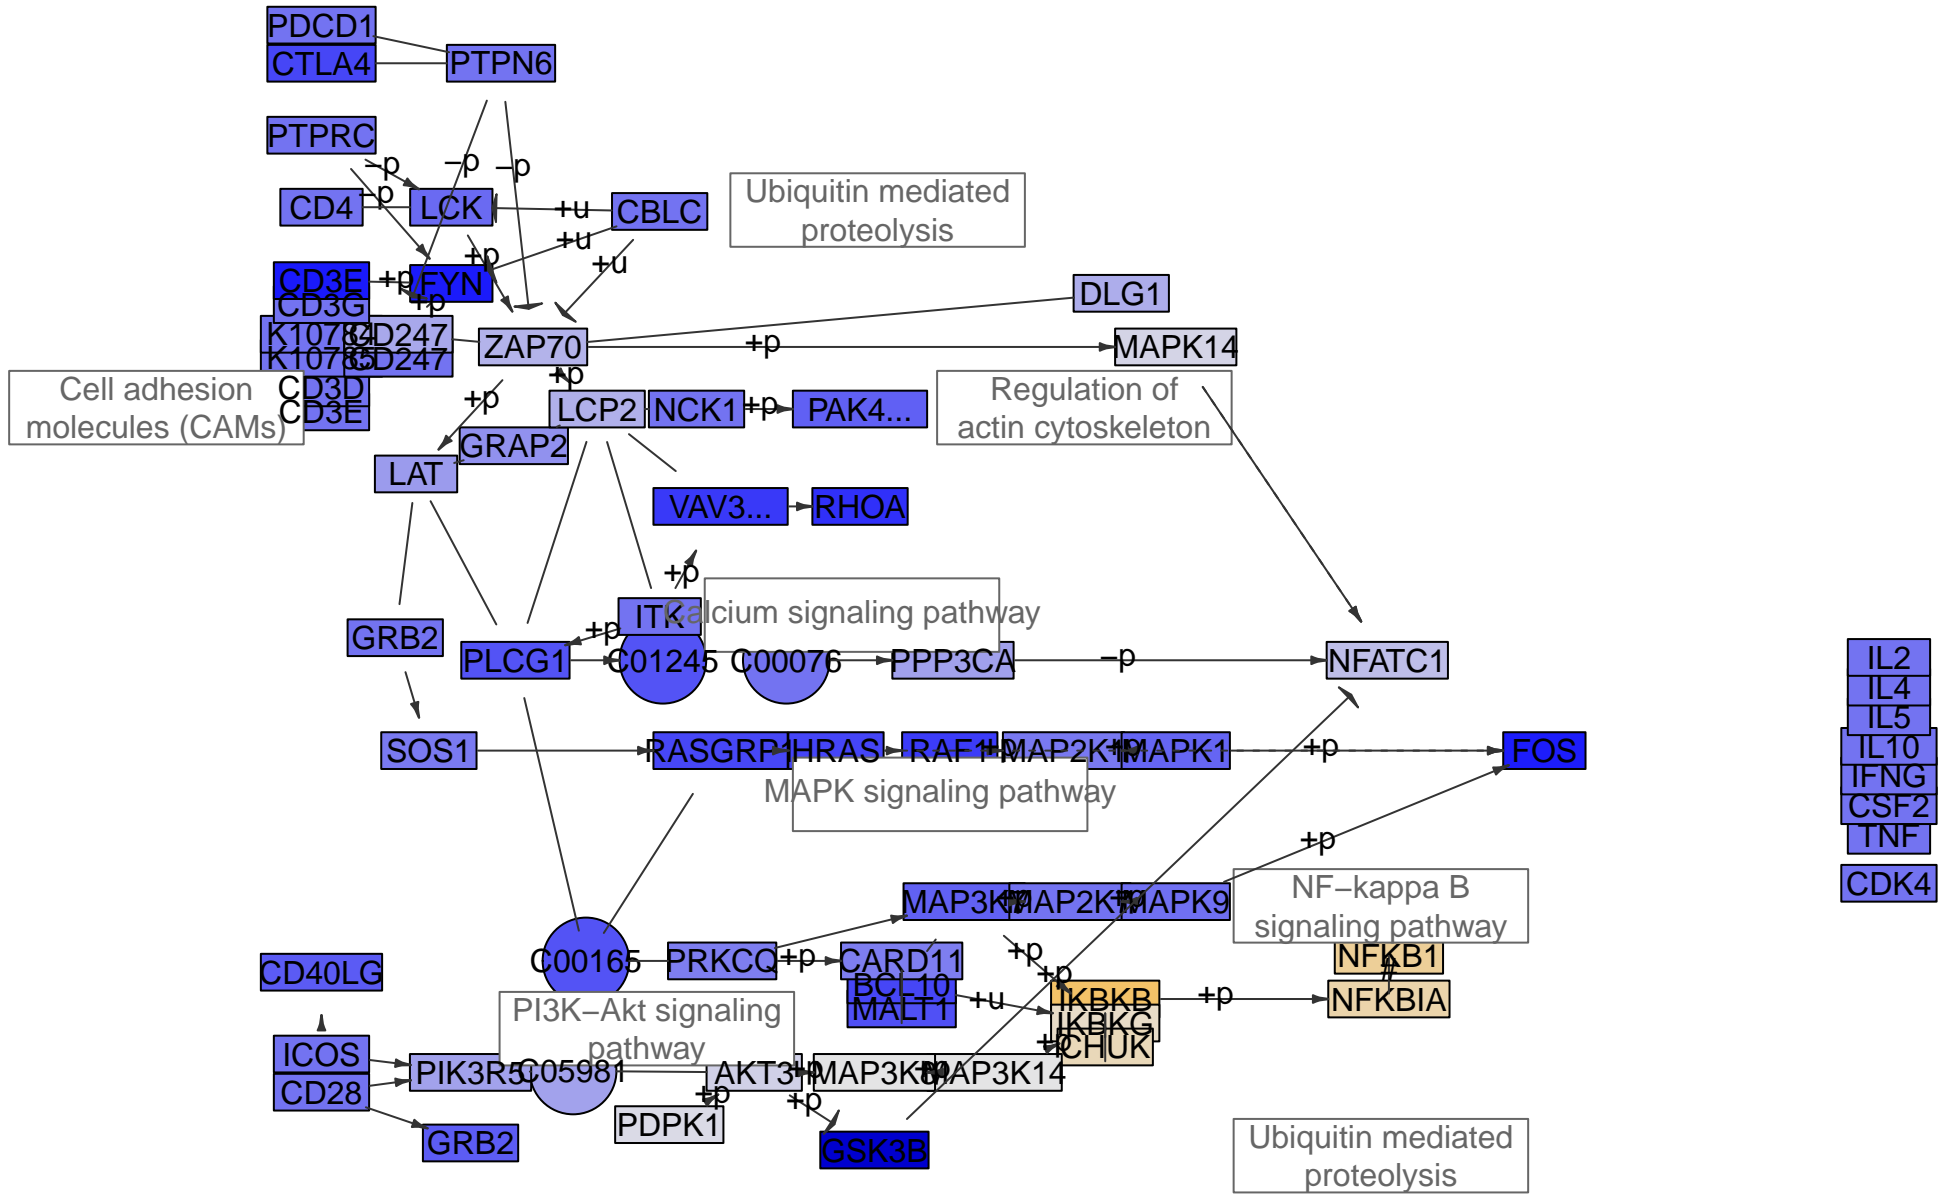 PDCD1
CTLA4
PTPN6
PTPRC
–p
–p
–p
–p
CD4
LCK
+u
CBLC
Ubiquitin mediated
proteolysis
+u
+p
+u
CD3E
+p
FYN
CD3G
+p
DLG1
CD247
ZAP70
+p
MAPK14
K10785
CD247
+p
Cell adhesion
molecules (CAMs)
CD3D
CD3E
+p
LCP2
NCK1
+p
PAK4...
Regulation of
actin cytoskeleton
GRAP2
LAT
VAV3...
RHOA
+p
ITK
Calcium signaling pathway
+p
GRB2
PLCG1
C01245
C00076
PPP3CA
–p
NFATC1
IL2
IL4
IL5
IL10
IFNG
CSF2
TNF
CDK4
SOS1
RASGRP1
HRAS
RAF1
MAP2K1
MAPK1
+p
FOS
MAPK signaling pathway
+p
MAPK9
NF–kappa B
signaling pathway
C00165
PRKCQ
+p
CARD11
+p
+p
NFKB1
CD40LG
BCL10
MALT1
+u
IKBKB
+p
NFKBIA
IKBKG
CHUK
PI3K–Akt signaling
pathway
ICOS
CD28
PIK3R5
C05981
AKT3
+p
MAP3K8
MAP3K14
+p
+p
PDPK1
GRB2
GSK3B
Ubiquitin mediated
proteolysis